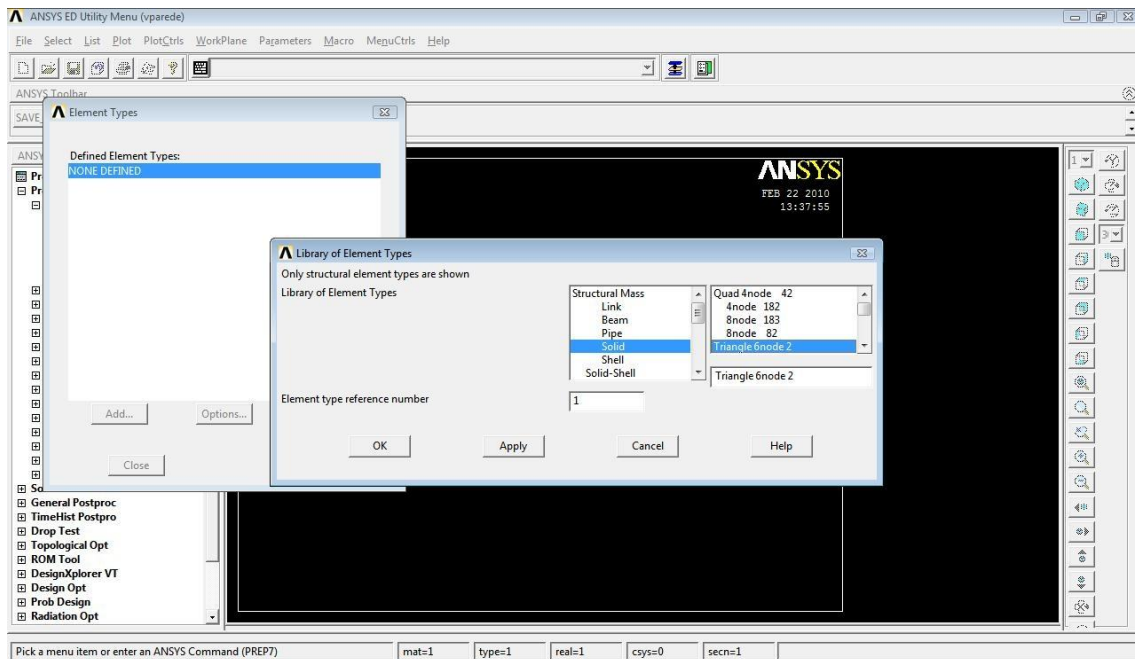 ANSYS ED Utility Menu (vparede)
File Select List Plot PlotCtrls WorkPlane Parameters Macro MenuCtrls Help
ANSYS Toolbar
SAVE_
Element Types
Defined Element Types:
NONE DEFINED
Add... Options...
Close
ANSYS
FEB 22 2010
13:37:55
1
Library of Element Types
Only structural element types are shown
Library of Element Types
Structural Mass
Link
Beam
Pipe
Solid
Shell
Solid-Shell
Quad 4node 42
4node 182
8node 183
8node 82
Triangle 6node 2
Triangle 6node 2
Element type reference number
1
OK Apply Cancel Help
General Postproc
TimeHist Postpro
Drop Test
Topological Opt
ROM Tool
DesignXplorer VT
Design Opt
Prob Design
Radiation Opt
Pick a menu item or enter an ANSYS Command (PREP7) mat=1 type=1 real=1 csys=0 secn=1